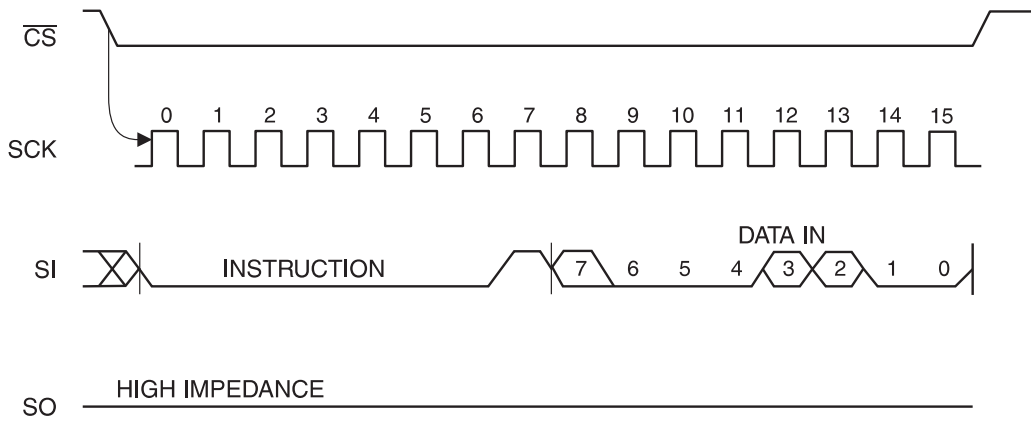 CS
0 1 2 3 4 5 6 7 8 9 10 11 12 13 14 15
SCK
DATA IN
SI INSTRUCTION 7 6 5 4 3 2 1 0
HIGH IMPEDANCE
SO